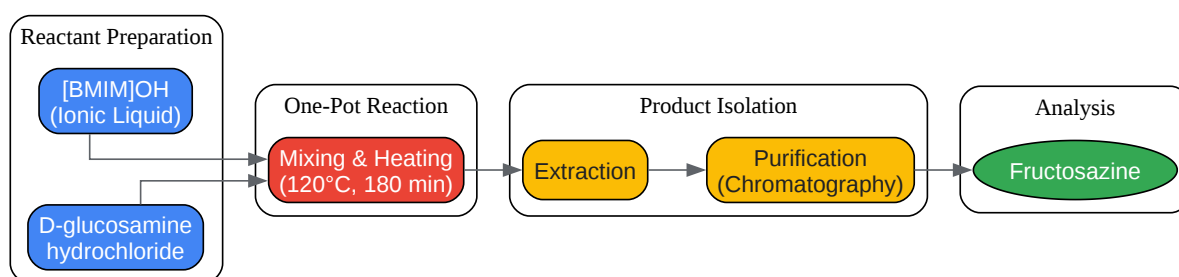 Reactant Preparation
[BMIM]OH
(Ionic Liquid)
D-glucosamine
hydrochloride
One-Pot Reaction
Mixing & Heating
(120°C, 180 min)
Product Isolation
Extraction
Purification
(Chromatography)
Analysis
Fructosazine